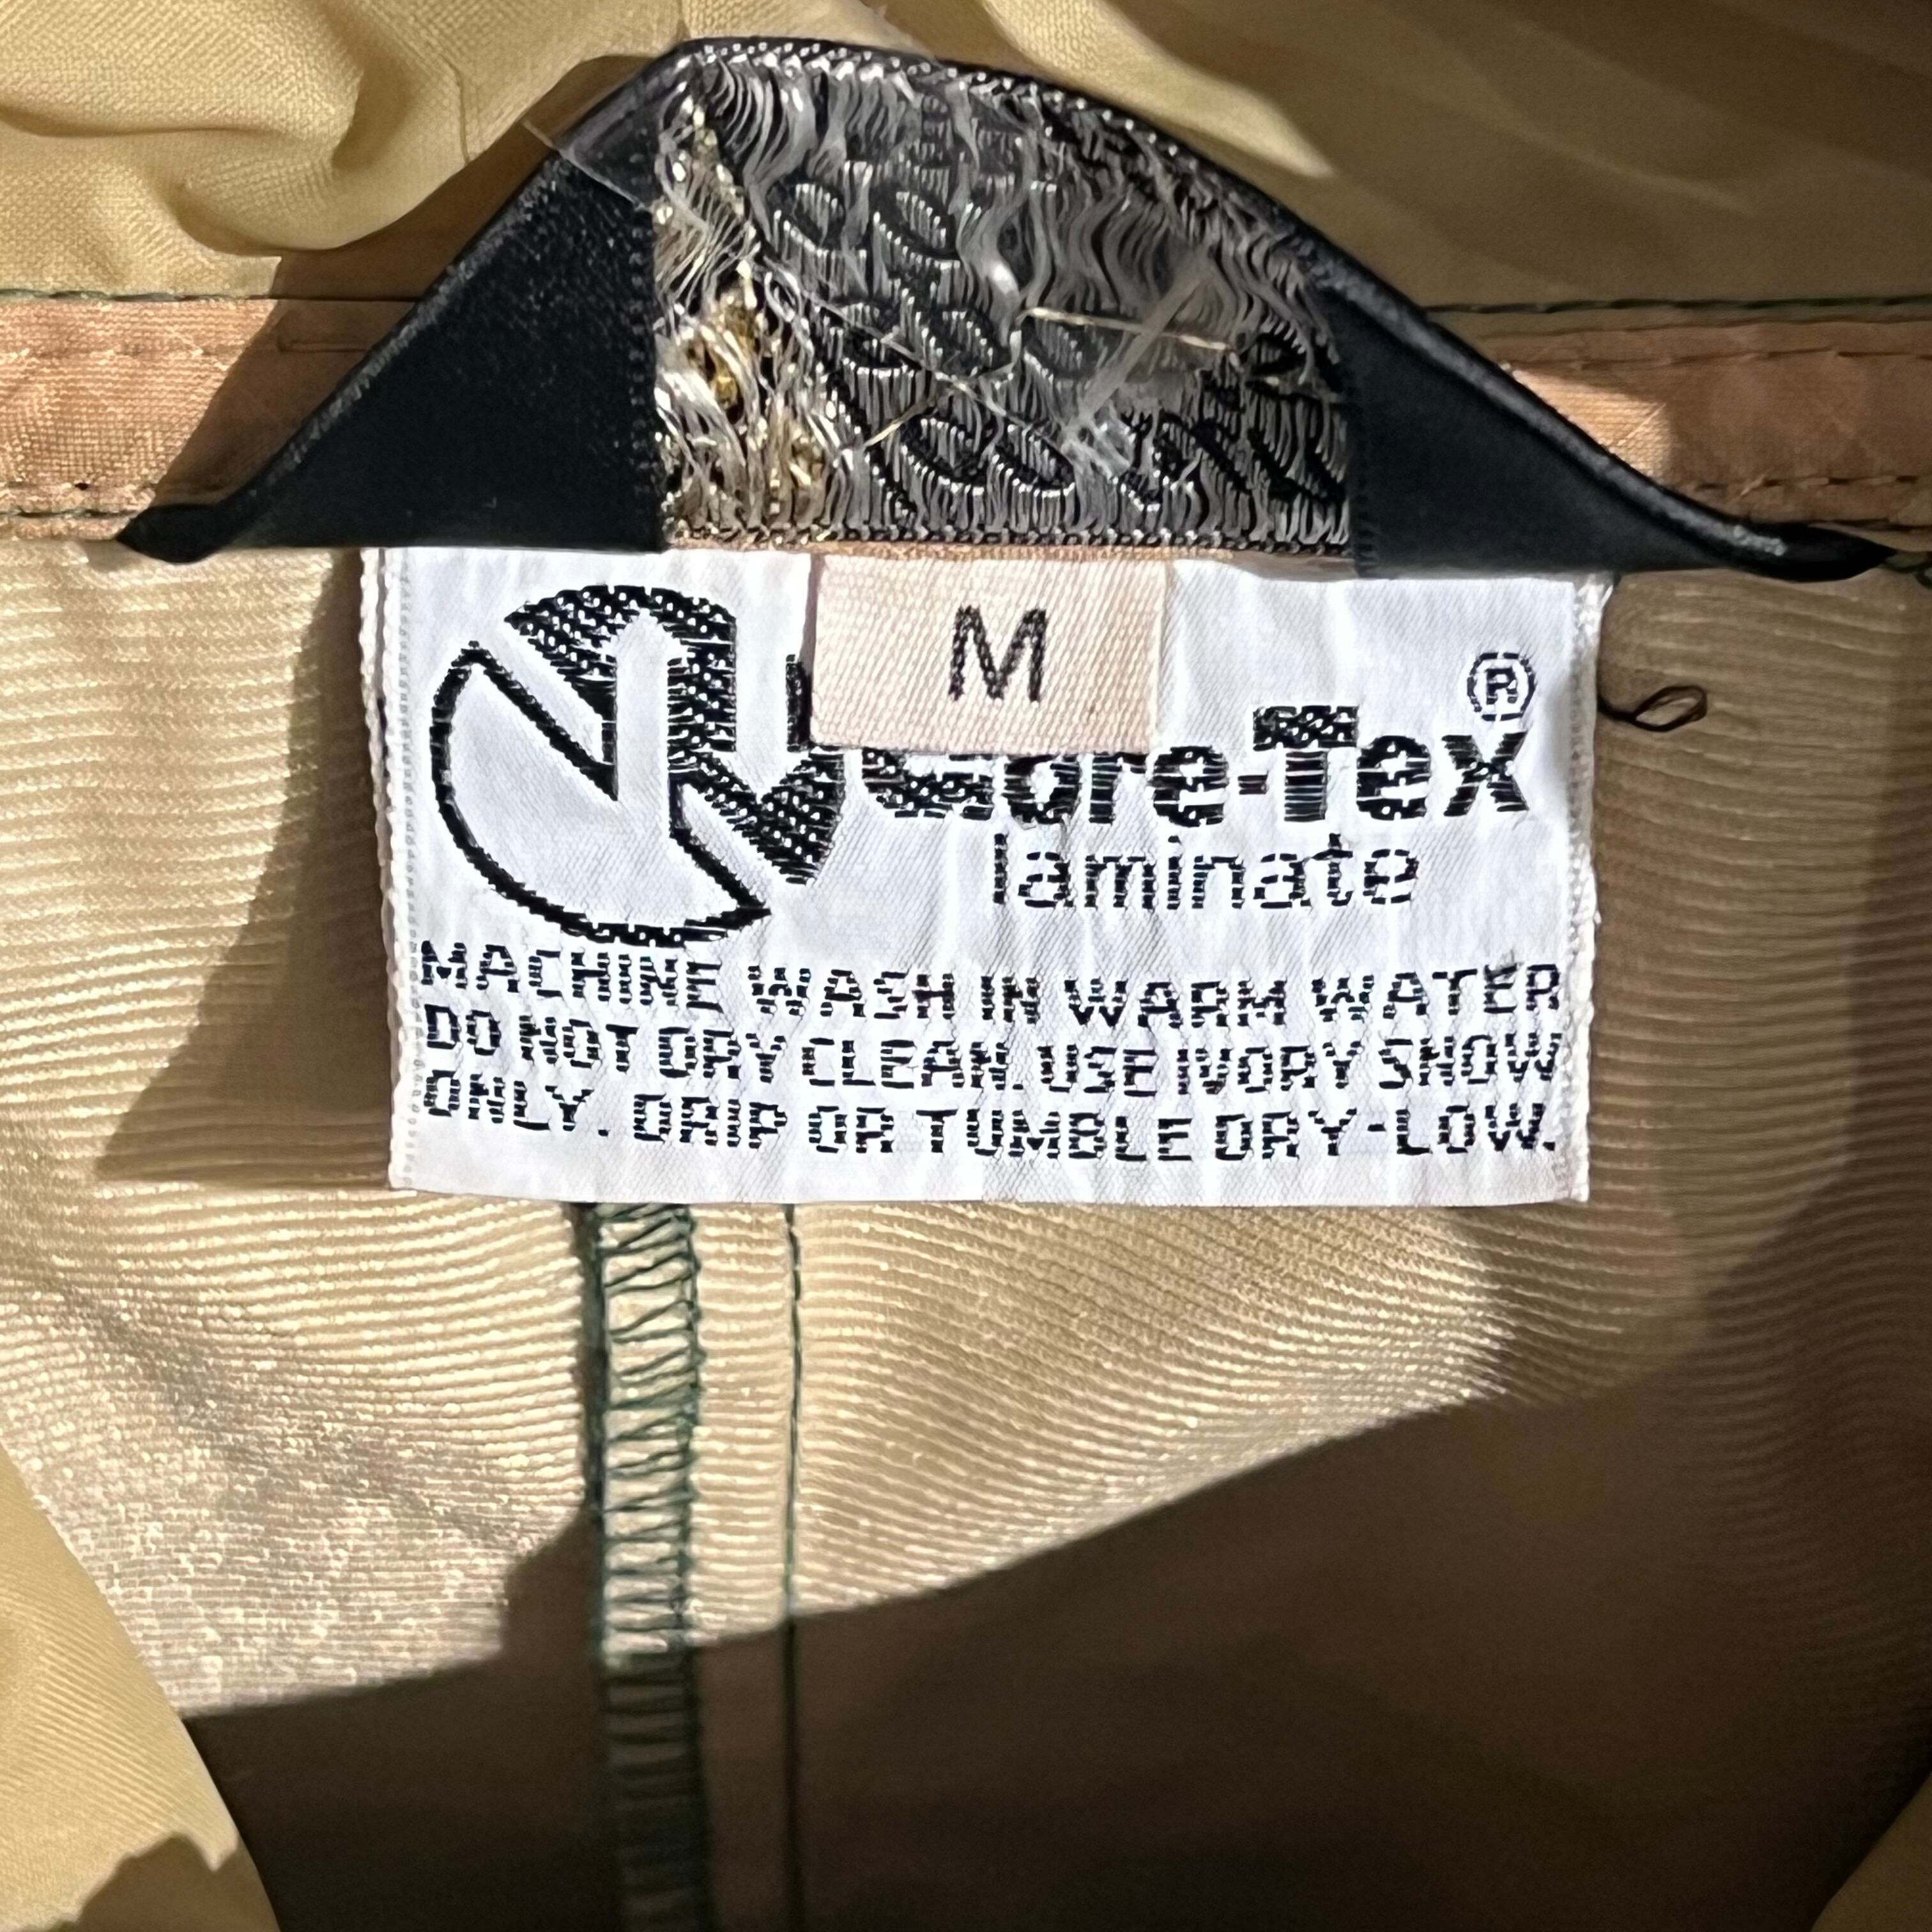 M
Gore-Tex®
laminate
MACHINE WASH IN WARM WATER
DO NOT DRY CLEAN. USE IVORY SNOW
ONLY. DRIP OR TUMBLE DRY-LOW.